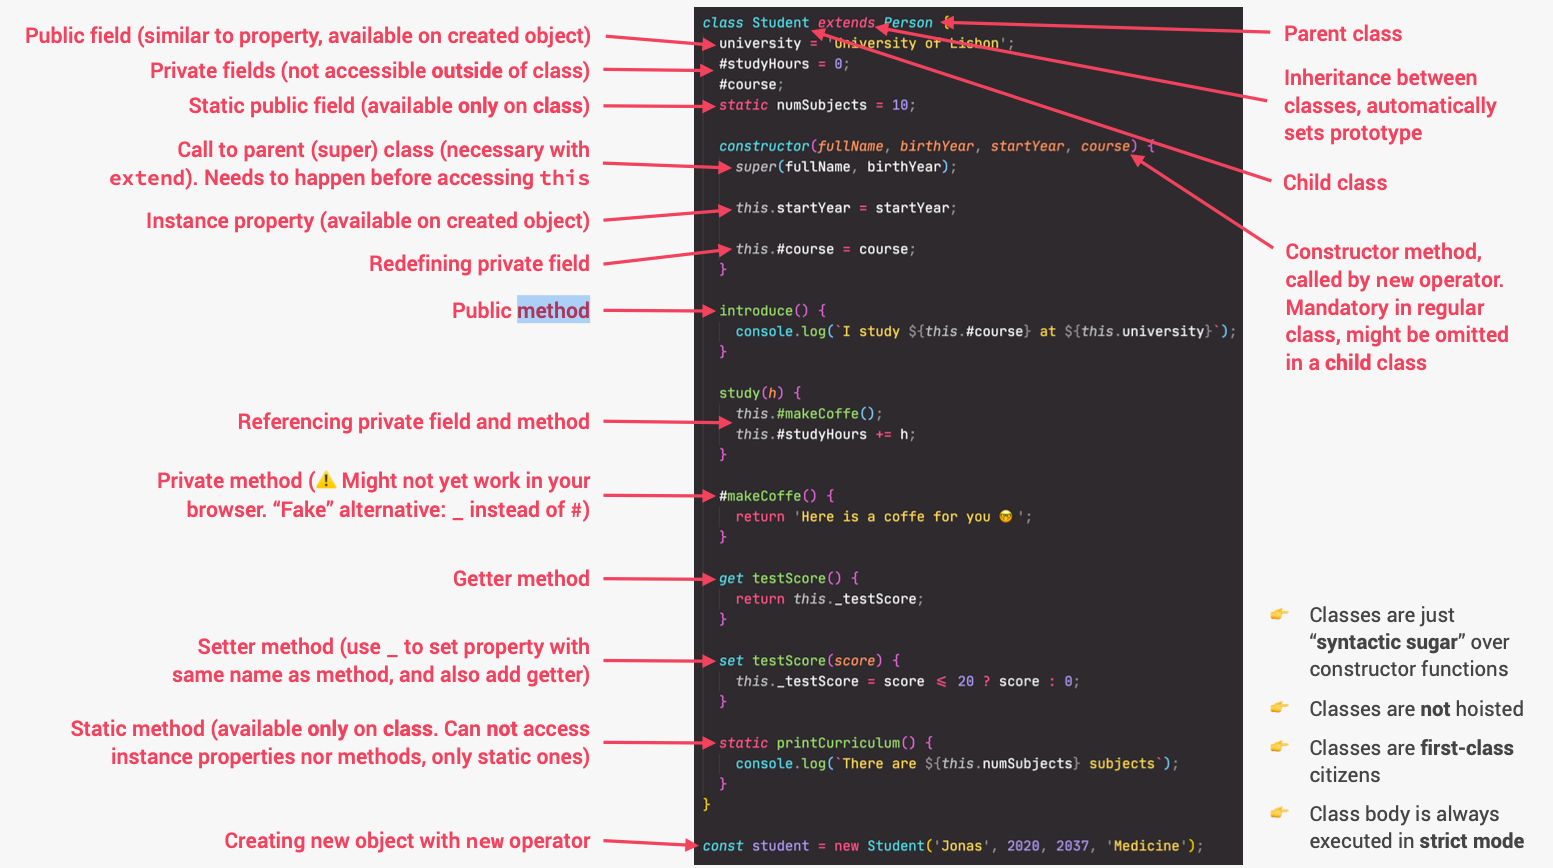 Public field (similar to property, available on created object)
Private fields (not accessible outside of class)
Static public field (available only on class)
Call to parent (super) class (necessary with
extend). Needs to happen before accessing this
Instance property (available on created object)
Redefining private field
Public method
Referencing private field and method
Private method (⚠️ Might not yet work in your
browser. “Fake” alternative: _ instead of #)
Getter method
Setter method (use _ to set property with
same name as method, and also add getter)
Static method (available only on class. Can not access
instance properties nor methods, only static ones)
Creating new object with new operator
class Student extends Person {
university = 'University of Lisbon';
#studyHours = 0;
#course;
static numSubjects = 10;
constructor(fullName, birthYear, startYear, course) {
super(fullName, birthYear);
this.startYear = startYear;
this.#course = course;
}
introduce() {
console.log(`I study ${this.#course} at ${this.university}`);
}
study(h) {
this.#makeCoffe();
this.#studyHours += h;
}
#makeCoffe() {
return 'Here is a coffe for you 🤓';
}
get testScore() {
return this._testScore;
}
set testScore(score) {
this._testScore = score ≤ 20 ? score : 0;
}
static printCurriculum() {
console.log(`There are ${this.numSubjects} subjects`);
}
}
const student = new Student('Jonas', 2020, 2037, 'Medicine');
Parent class
Inheritance between
classes, automatically
sets prototype
Child class
Constructor method,
called by new operator.
Mandatory in regular
class, might be omitted
in a child class
👉 Classes are just
“syntactic sugar” over
constructor functions
👉 Classes are not hoisted
👉 Classes are first-class
citizens
👉 Class body is always
executed in strict mode